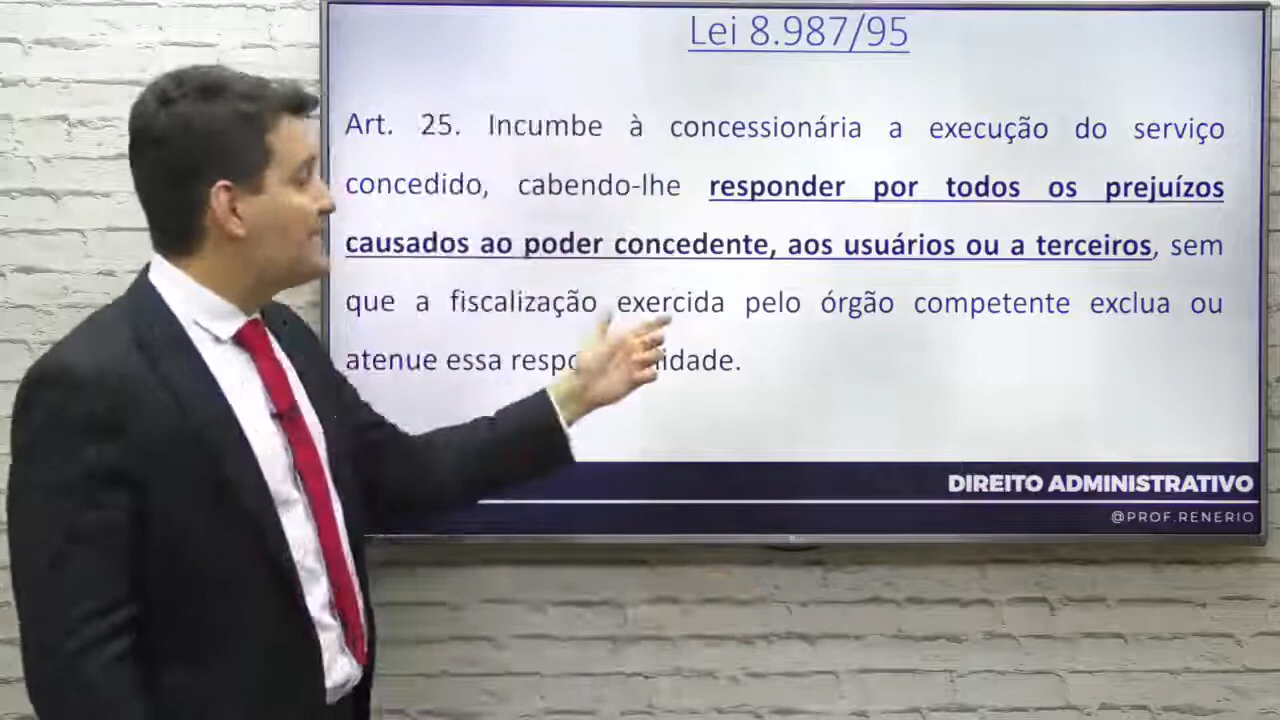 Lei 8.987/95
Art. 25. Incumbe à concessionária a execução do serviço
concedido, cabendo-lhe responder por todos os prejuízos
causados ao poder concedente, aos usuários ou a terceiros, sem
que a fiscalização exercida pelo órgão competente exclua ou
atenue essa
DIREITO ADMINISTRATIVO
@PROF.RENERIO